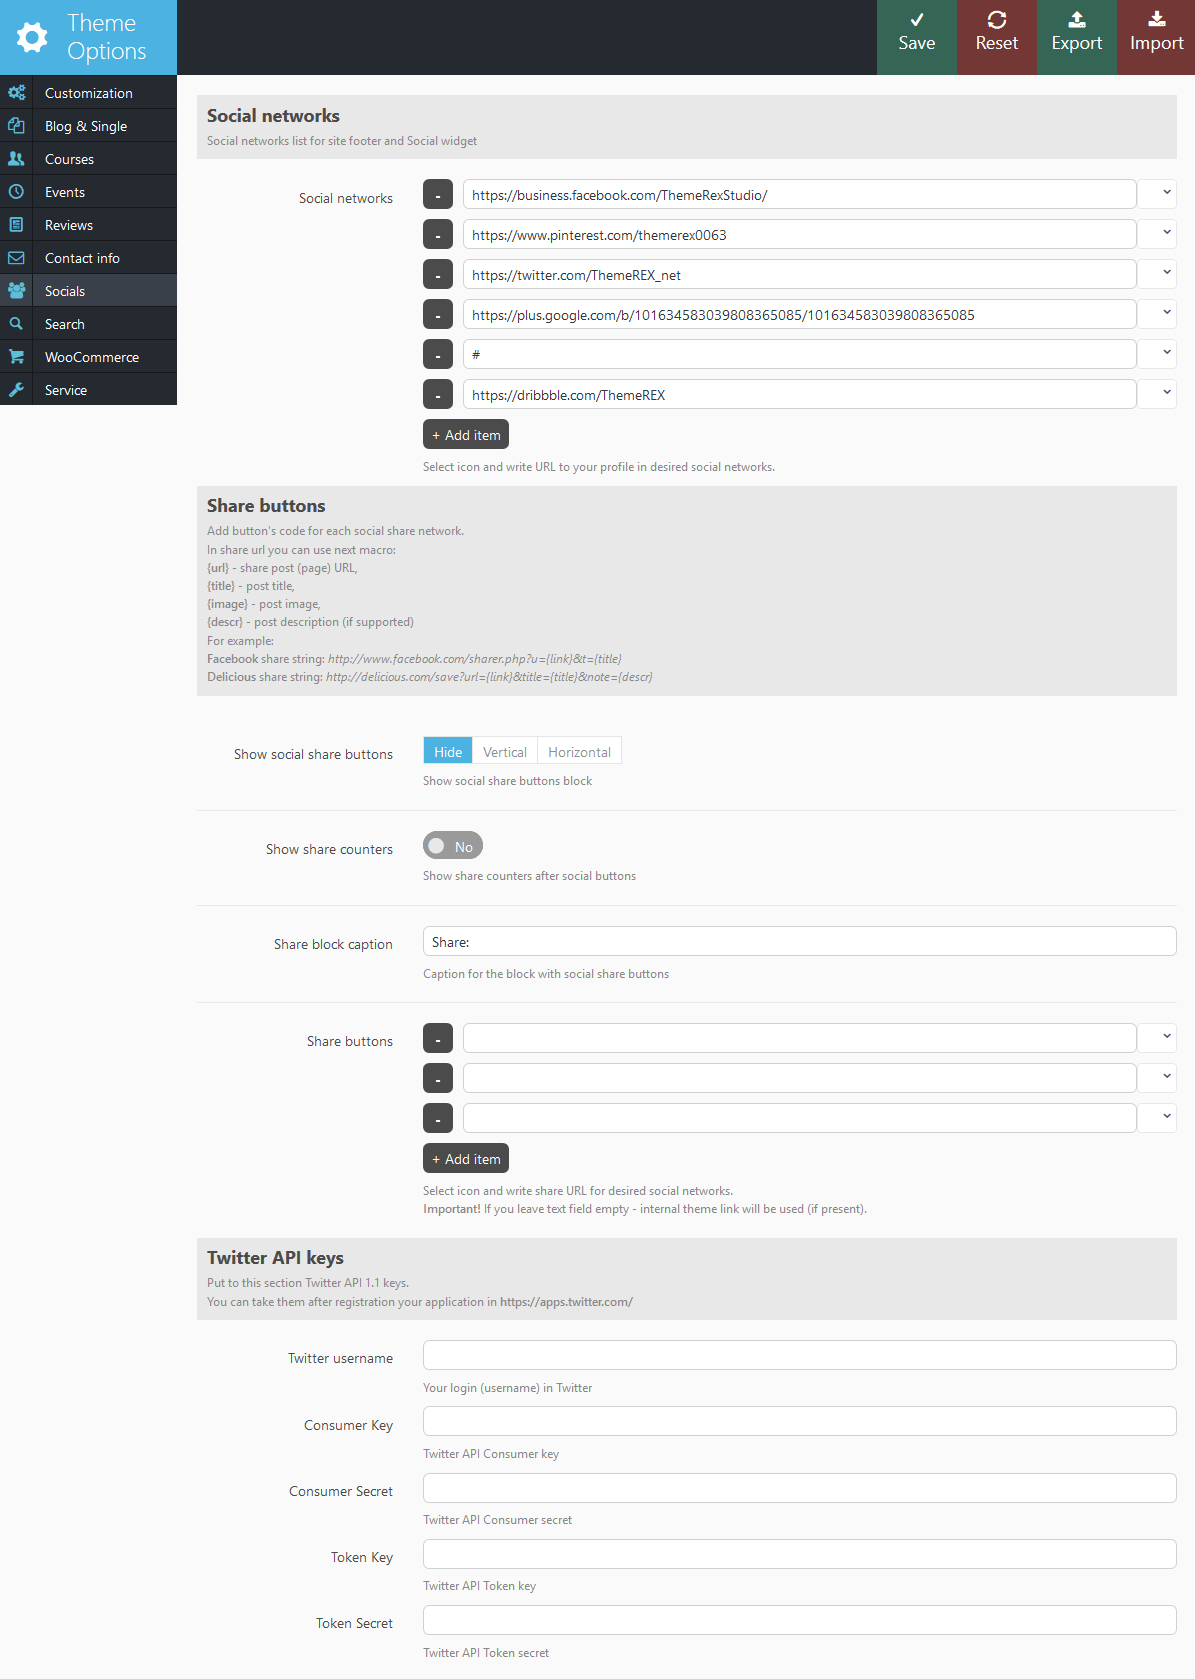 Theme
Options
Save
Reset
Export
Import
Customization
Blog & Single
Courses
Events
Reviews
Contact info
Socials
Search
WooCommerce
Service
Social networks
Social networks list for site footer and Social widget
Social networks
- https://business.facebook.com/ThemeRexStudio/
- https://www.pinterest.com/themerex0063
- https://twitter.com/ThemeREX_net
- https://plus.google.com/b/101634583039808365085/101634583039808365085
- #
- https://dribbble.com/ThemeREX
+ Add item
Select icon and write URL to your profile in desired social networks.
Share buttons
Add button's code for each social share network.
In share url you can use next macro:
{url} - share post (page) URL,
{title} - post title,
{image} - post image,
{descr} - post description (if supported)
For example:
Facebook share string: http://www.facebook.com/sharer.php?u={link}&t={title}
Delicious share string: http://delicious.com/save?url={link}&title={title}&note={descr}
Show social share buttons
Hide Vertical Horizontal
Show social share buttons block
Show share counters
No
Show share counters after social buttons
Share block caption
Share:
Caption for the block with social share buttons
Share buttons
-
-
-
+ Add item
Select icon and write share URL for desired social networks.
Important! If you leave text field empty - internal theme link will be used (if present).
Twitter API keys
Put to this section Twitter API 1.1 keys.
You can take them after registration your application in https://apps.twitter.com/
Twitter username
Your login (username) in Twitter
Consumer Key
Twitter API Consumer key
Consumer Secret
Twitter API Consumer secret
Token Key
Twitter API Token key
Token Secret
Twitter API Token secret